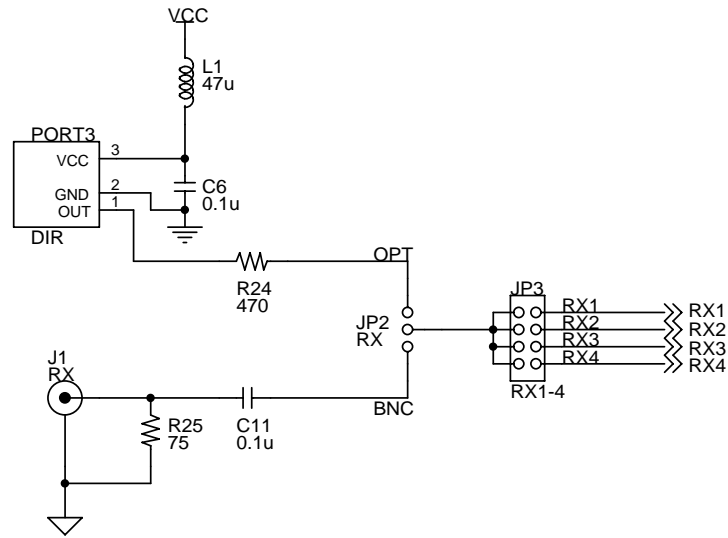 VCC
L1
47u
PORT3
VCC
3
GND
2
OUT
1
DIR
C6
0.1u
OPT
R24
470
JP2
RX
JP3
RX1
RX2
RX3
RX4
RX1
RX2
RX3
RX4
RX1-4
J1
RX
BNC
R25
75
C11
0.1u